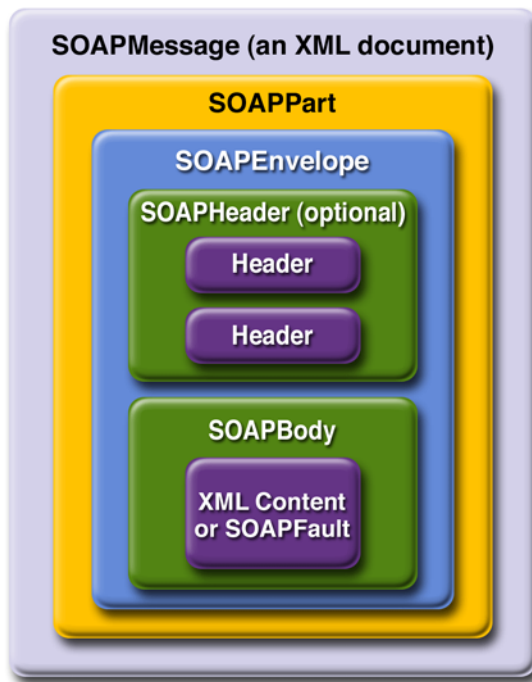 SOAPMessage (an XML document)
SOAPPart
SOAPEnvelope
SOAPHeader (optional)
Header
Header
SOAPBody
XML Content
or SOAPFault